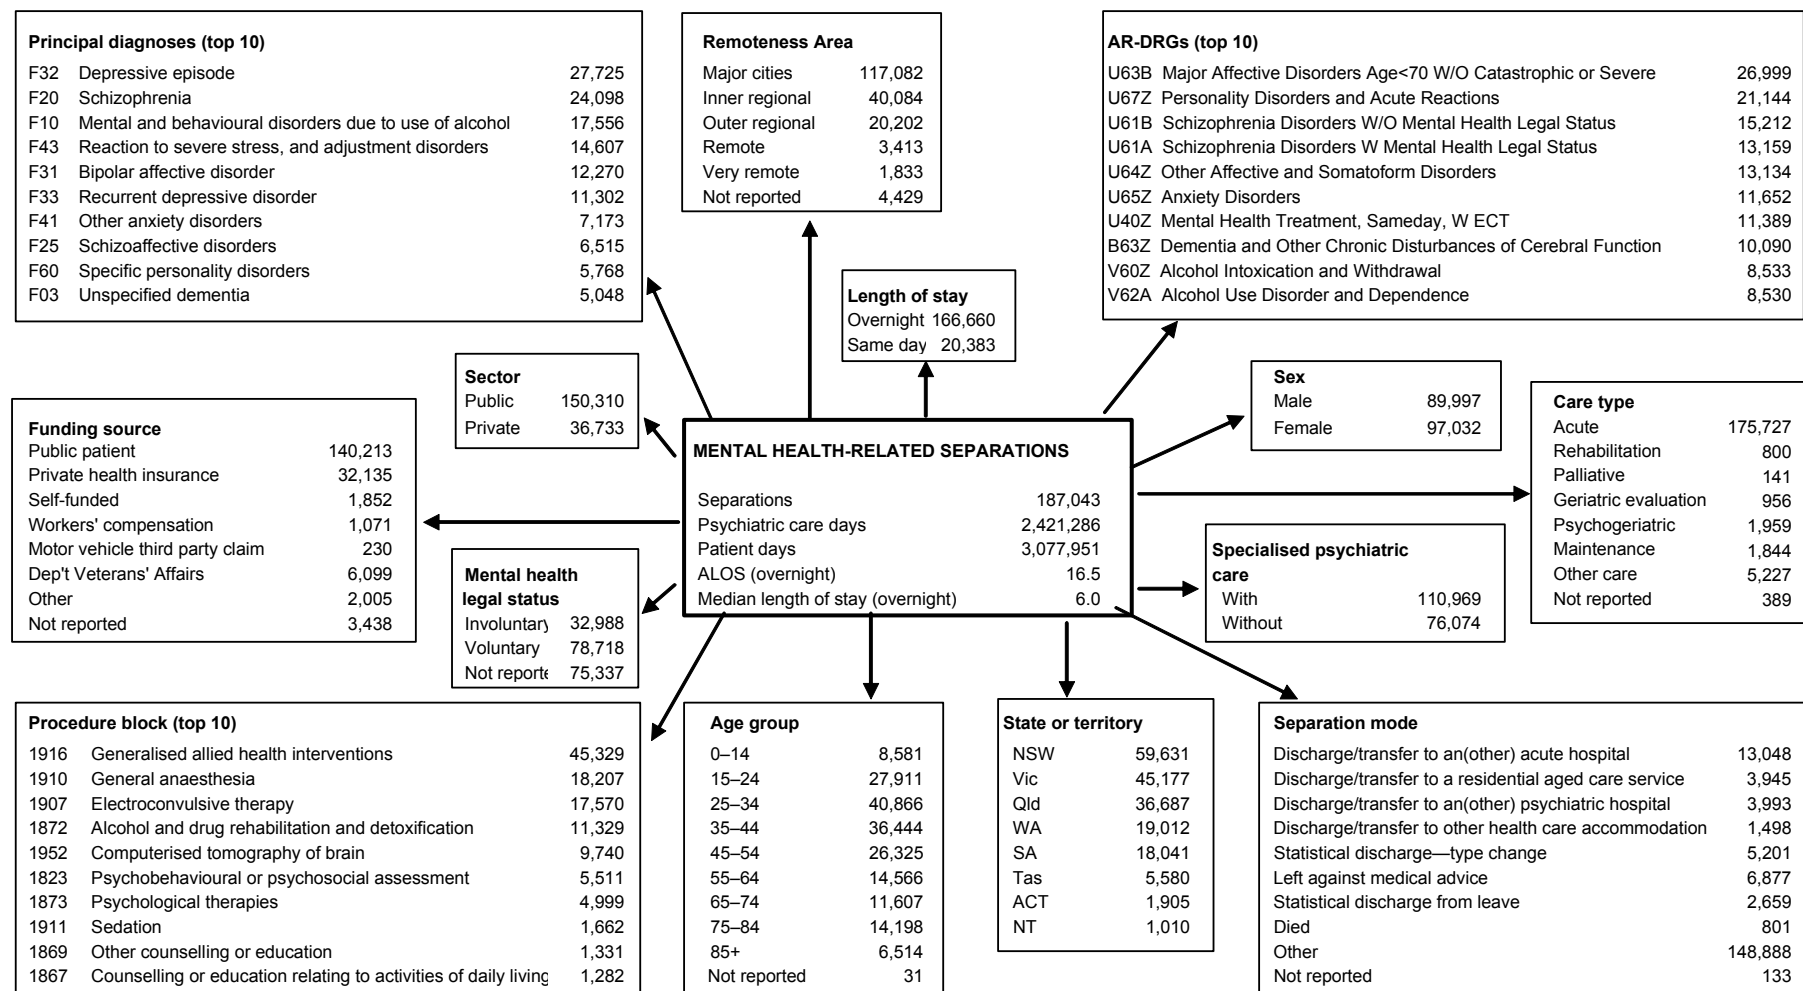 Principal diagnoses (top 10)
F32 Depressive episode 27,725
F20 Schizophrenia 24,098
F10 Mental and behavioural disorders due to use of alcohol 17,556
F43 Reaction to severe stress, and adjustment disorders 14,607
F31 Bipolar affective disorder 12,270
F33 Recurrent depressive disorder 11,302
F41 Other anxiety disorders 7,173
F25 Schizoaffective disorders 6,515
F60 Specific personality disorders 5,768
F03 Unspecified dementia 5,048
Remoteness Area
Major cities 117,082
Inner regional 40,084
Outer regional 20,202
Remote 3,413
Very remote 1,833
Not reported 4,429
AR-DRGs (top 10)
U63B Major Affective Disorders Age<70 W/O Catastrophic or Severe 26,999
U67Z Personality Disorders and Acute Reactions 21,144
U61B Schizophrenia Disorders W/O Mental Health Legal Status 15,212
U61A Schizophrenia Disorders W Mental Health Legal Status 13,159
U64Z Other Affective and Somatoform Disorders 13,134
U65Z Anxiety Disorders 11,652
U40Z Mental Health Treatment, Sameday, W ECT 11,389
B63Z Dementia and Other Chronic Disturbances of Cerebral Function 10,090
V60Z Alcohol Intoxication and Withdrawal 8,533
V62A Alcohol Use Disorder and Dependence 8,530
Length of stay
Overnight 166,660
Same day 20,383
Sector
Public 150,310
Private 36,733
Sex
Male 89,997
Female 97,032
Funding source
Public patient 140,213
Private health insurance 32,135
Self-funded 1,852
Workers' compensation 1,071
Motor vehicle third party claim 230
Dep't Veterans' Affairs 6,099
Other 2,005
Not reported 3,438
MENTAL HEALTH-RELATED SEPARATIONS
Separations 187,043
Psychiatric care days 2,421,286
Patient days 3,077,951
ALOS (overnight) 16.5
Median length of stay (overnight) 6.0
Care type
Acute 175,727
Rehabilitation 800
Palliative 141
Geriatric evaluation 956
Psychogeriatric 1,959
Maintenance 1,844
Other care 5,227
Not reported 389
Mental health
legal status
Involuntary 32,988
Voluntary 78,718
Not reporte 75,337
Specialised psychiatric
care
With 110,969
Without 76,074
Procedure block (top 10)
1916 Generalised allied health interventions 45,329
1910 General anaesthesia 18,207
1907 Electroconvulsive therapy 17,570
1872 Alcohol and drug rehabilitation and detoxification 11,329
1952 Computerised tomography of brain 9,740
1823 Psychobehavioural or psychosocial assessment 5,511
1873 Psychological therapies 4,999
1911 Sedation 1,662
1869 Other counselling or education 1,331
1867 Counselling or education relating to activities of daily living 1,282
Age group
0–14 8,581
15–24 27,911
25–34 40,866
35–44 36,444
45–54 26,325
55–64 14,566
65–74 11,607
75–84 14,198
85+ 6,514
Not reported 31
State or territory
NSW 59,631
Vic 45,177
Qld 36,687
WA 19,012
SA 18,041
Tas 5,580
ACT 1,905
NT 1,010
Separation mode
Discharge/transfer to an(other) acute hospital 13,048
Discharge/transfer to a residential aged care service 3,945
Discharge/transfer to an(other) psychiatric hospital 3,993
Discharge/transfer to other health care accommodation 1,498
Statistical discharge—type change 5,201
Left against medical advice 6,877
Statistical discharge from leave 2,659
Died 801
Other 148,888
Not reported 133